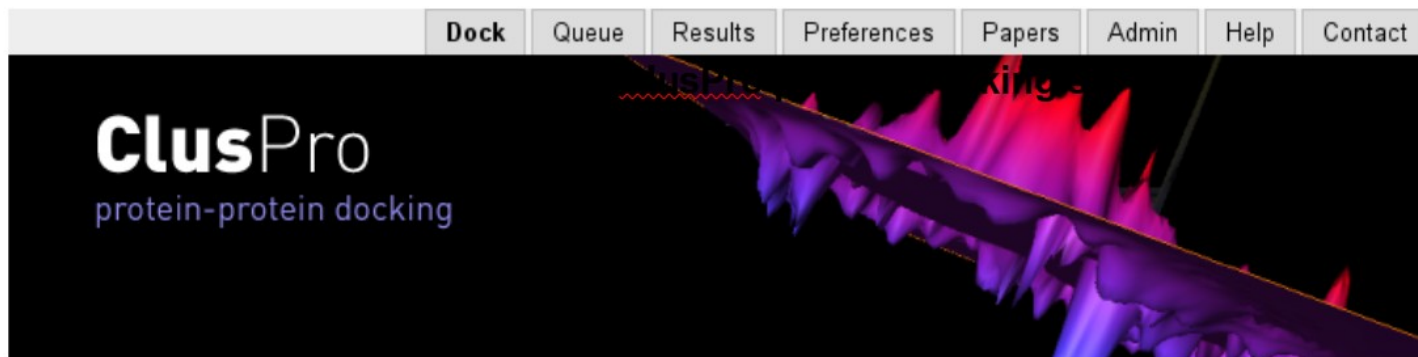 Dock Queue Results Preferences Papers Admin Help Contact
ClusPro
protein-protein docking